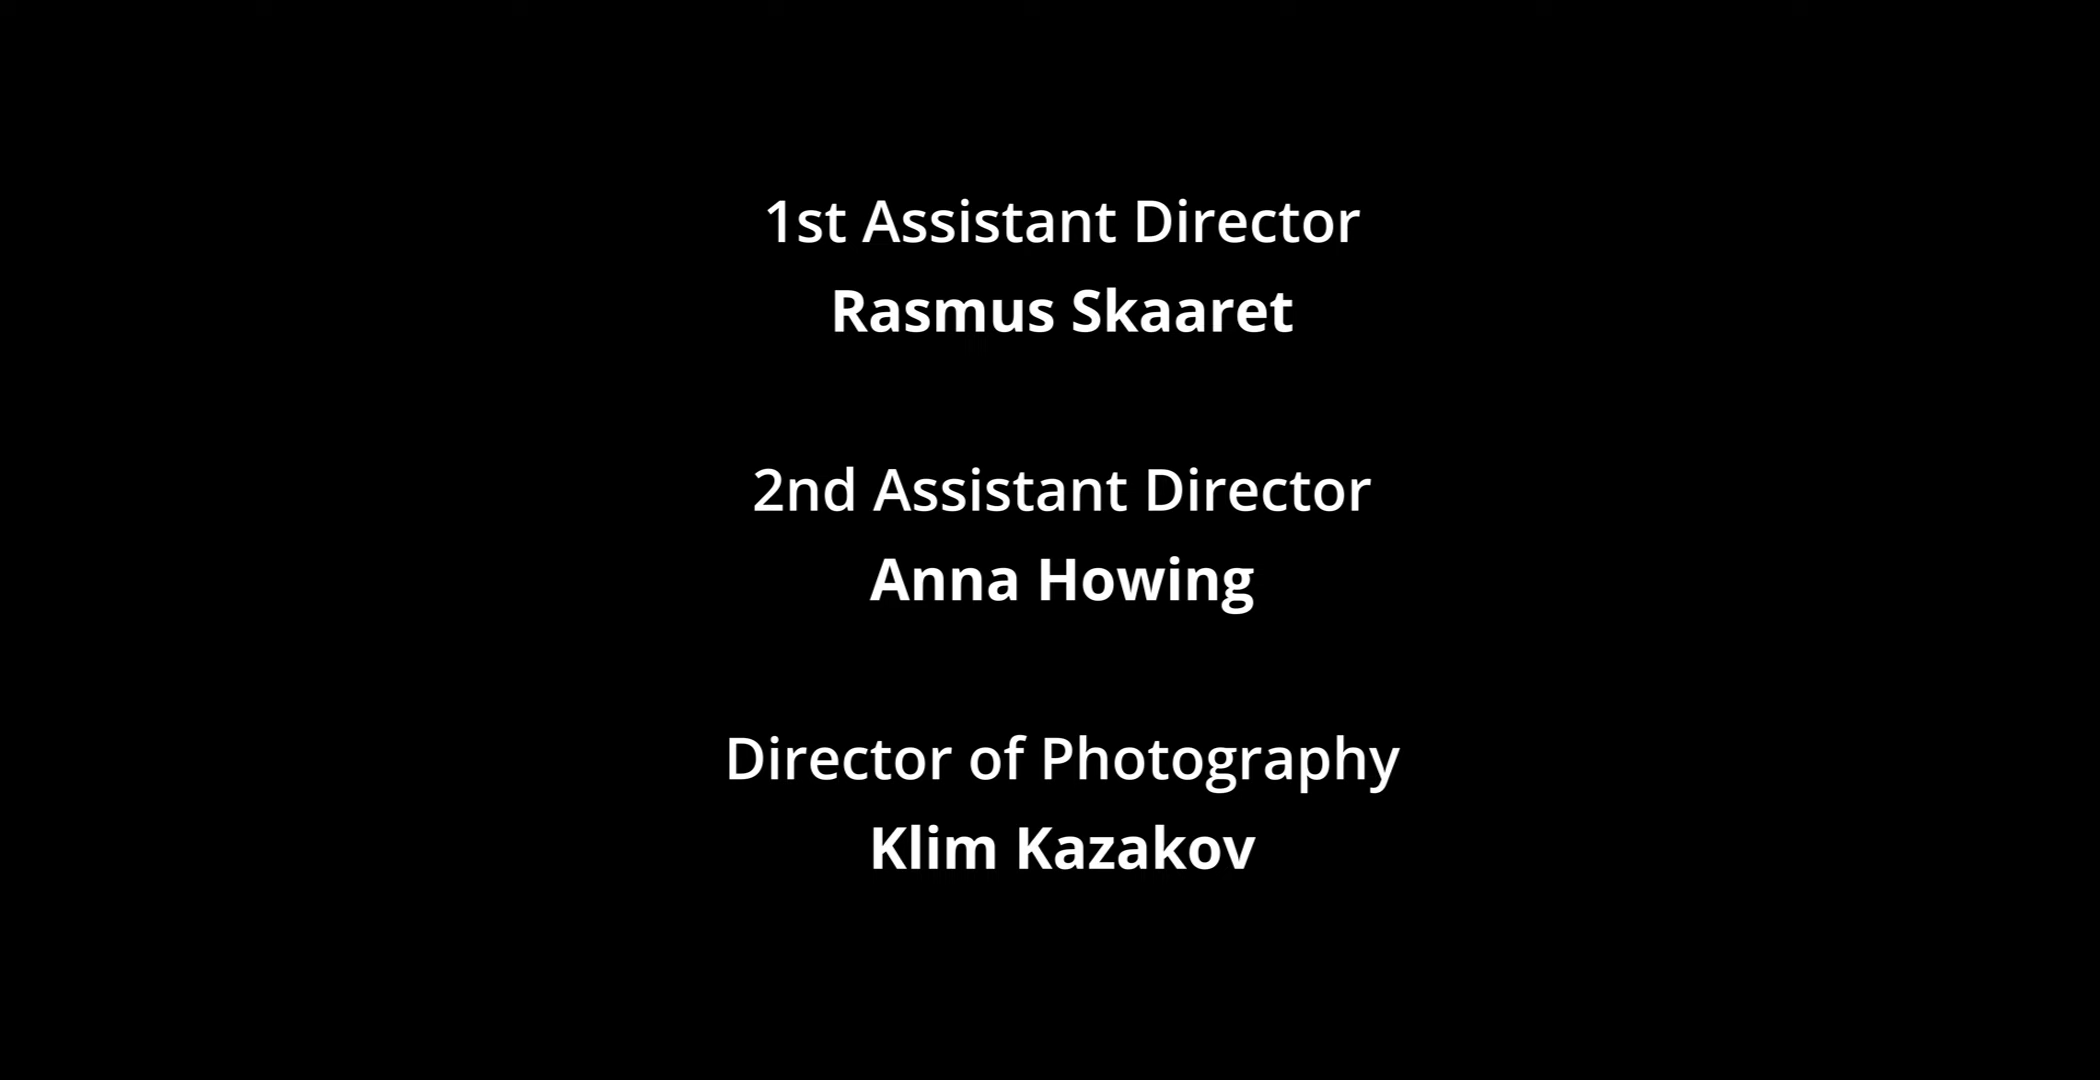 1st Assistant Director
Rasmus Skaaret
2nd Assistant Director
Anna Howing
Director of Photography
Klim Kazakov